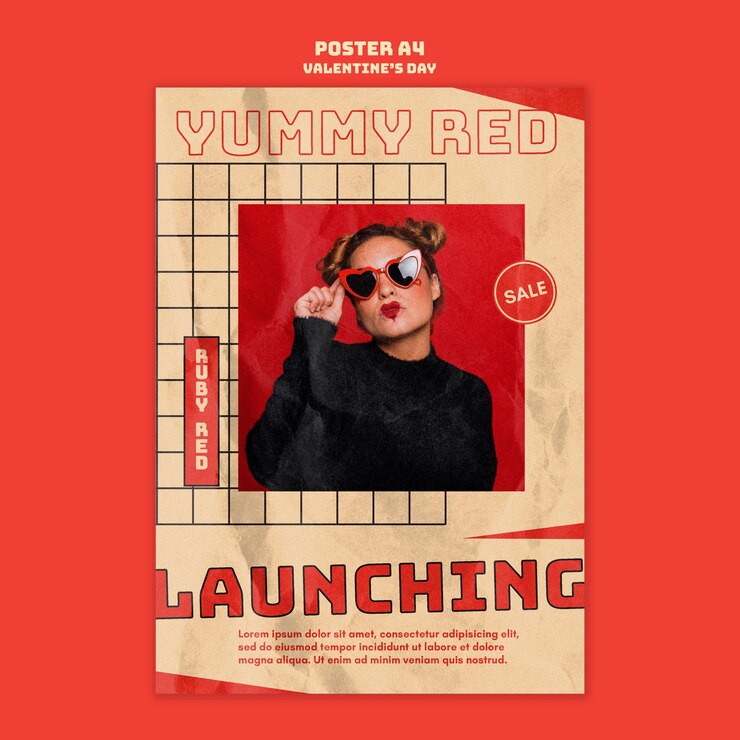 POSTER A4
VALENTINE'S DAY
YUMMY RED
SALE
RUBY RED
LAUNCHING
Lorem ipsum dolor sit amet, consectetur adipisicing elit,
sed do eiusmod tempor incididunt ut labore et dolore
magna aliqua. Ut enim ad minim veniam quis nostrud.